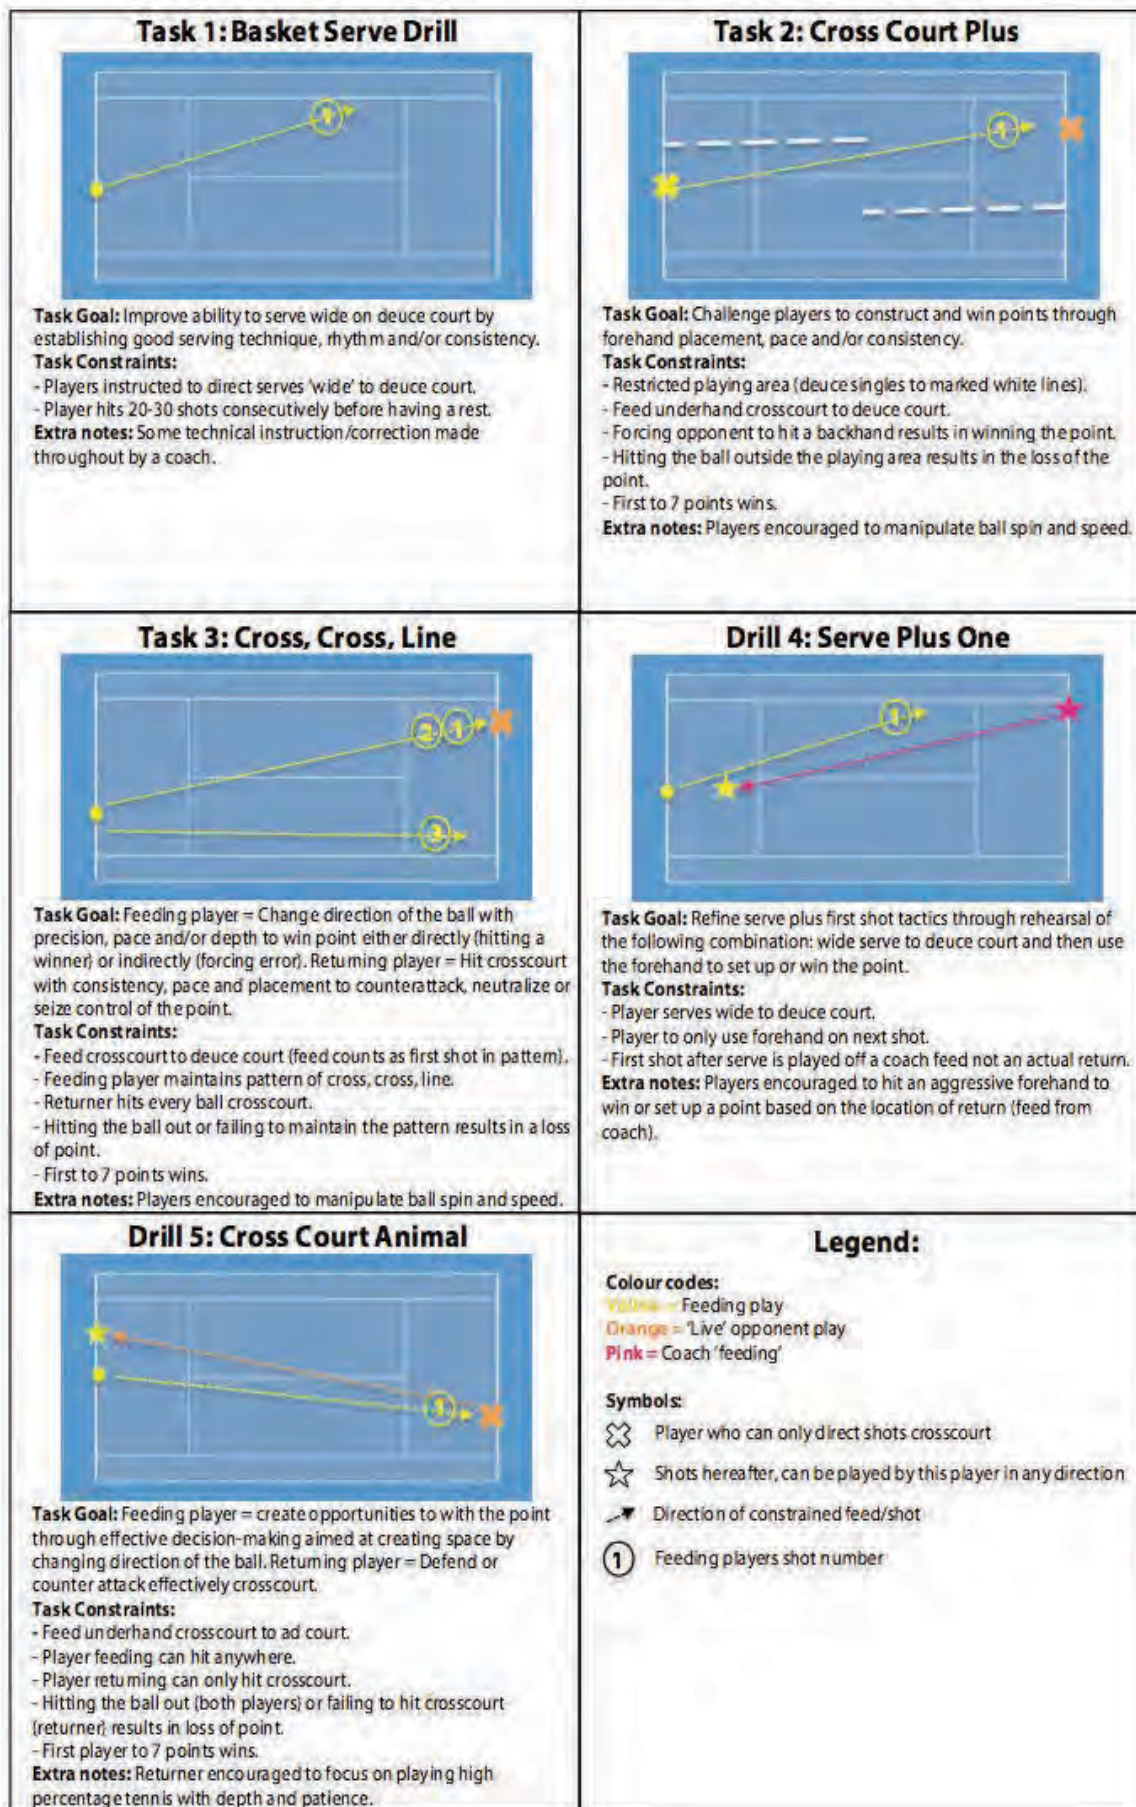 Task 1: Basket Serve Drill
1
Task Goal: Improve ability to serve wide on deuce court by
establishing good serving technique, rhythm and/or consistency.
Task Constraints:
- Players instructed to direct serves 'wide' to deuce court.
- Player hits 20-30 shots consecutively before having a rest.
Extra notes: Some technical instruction/correction made
throughout by a coach.
Task 2: Cross Court Plus
1
Task Goal: Challenge players to construct and win points through
forehand placement, pace and/or consistency.
Task Constraints:
- Restricted playing area (deuce singles to marked white lines).
- Feed underhand crosscourt to deuce court.
- Forcing opponent to hit a backhand results in winning the point.
- Hitting the ball outside the playing area results in the loss of the
point.
- First to 7 points wins.
Extra notes: Players encouraged to manipulate ball spin and speed.
Task 3: Cross, Cross, Line
2 1
3
Task Goal: Feeding player = Change direction of the ball with
precision, pace and/or depth to win point either directly (hitting a
winner) or indirectly (forcing error). Returning player = Hit crosscourt
with consistency, pace and placement to counterattack, neutralize or
seize control of the point.
Task Constraints:
- Feed crosscourt to deuce court (feed counts as first shot in pattern).
- Feeding player maintains pattern of cross, cross, line.
- Returner hits every ball crosscourt.
- Hitting the ball out or failing to maintain the pattern results in a loss
of point.
- First to 7 points wins.
Extra notes: Players encouraged to manipulate ball spin and speed.
Drill 4: Serve Plus One
1
Task Goal: Refine serve plus first shot tactics through rehearsal of
the following combination: wide serve to deuce court and then use
the forehand to set up or win the point.
Task Constraints:
- Player serves wide to deuce court.
- Player to only use forehand on next shot.
- First shot after serve is played off a coach feed not an actual return.
Extra notes: Players encouraged to hit an aggressive forehand to
win or set up a point based on the location of return (feed from
coach).
Drill 5: Cross Court Animal
1
Task Goal: Feeding player = create opportunities to with the point
through effective decision-making aimed at creating space by
changing direction of the ball. Returning player = Defend or
counter attack effectively crosscourt.
Task Constraints:
- Feed underhand crosscourt to ad court.
- Player feeding can hit anywhere.
- Player returning can only hit crosscourt.
- Hitting the ball out (both players) or failing to hit crosscourt
(returner) results in loss of point.
- First player to 7 points wins.
Extra notes: Returner encouraged to focus on playing high
percentage tennis with depth and patience.
Legend:
Colour codes:
Yellow = Feeding play
Orange = 'Live' opponent play
Pink = Coach 'feeding'
Symbols:
Player who can only direct shots crosscourt
Shots hereafter, can be played by this player in any direction
Direction of constrained feed/shot
1 Feeding players shot number